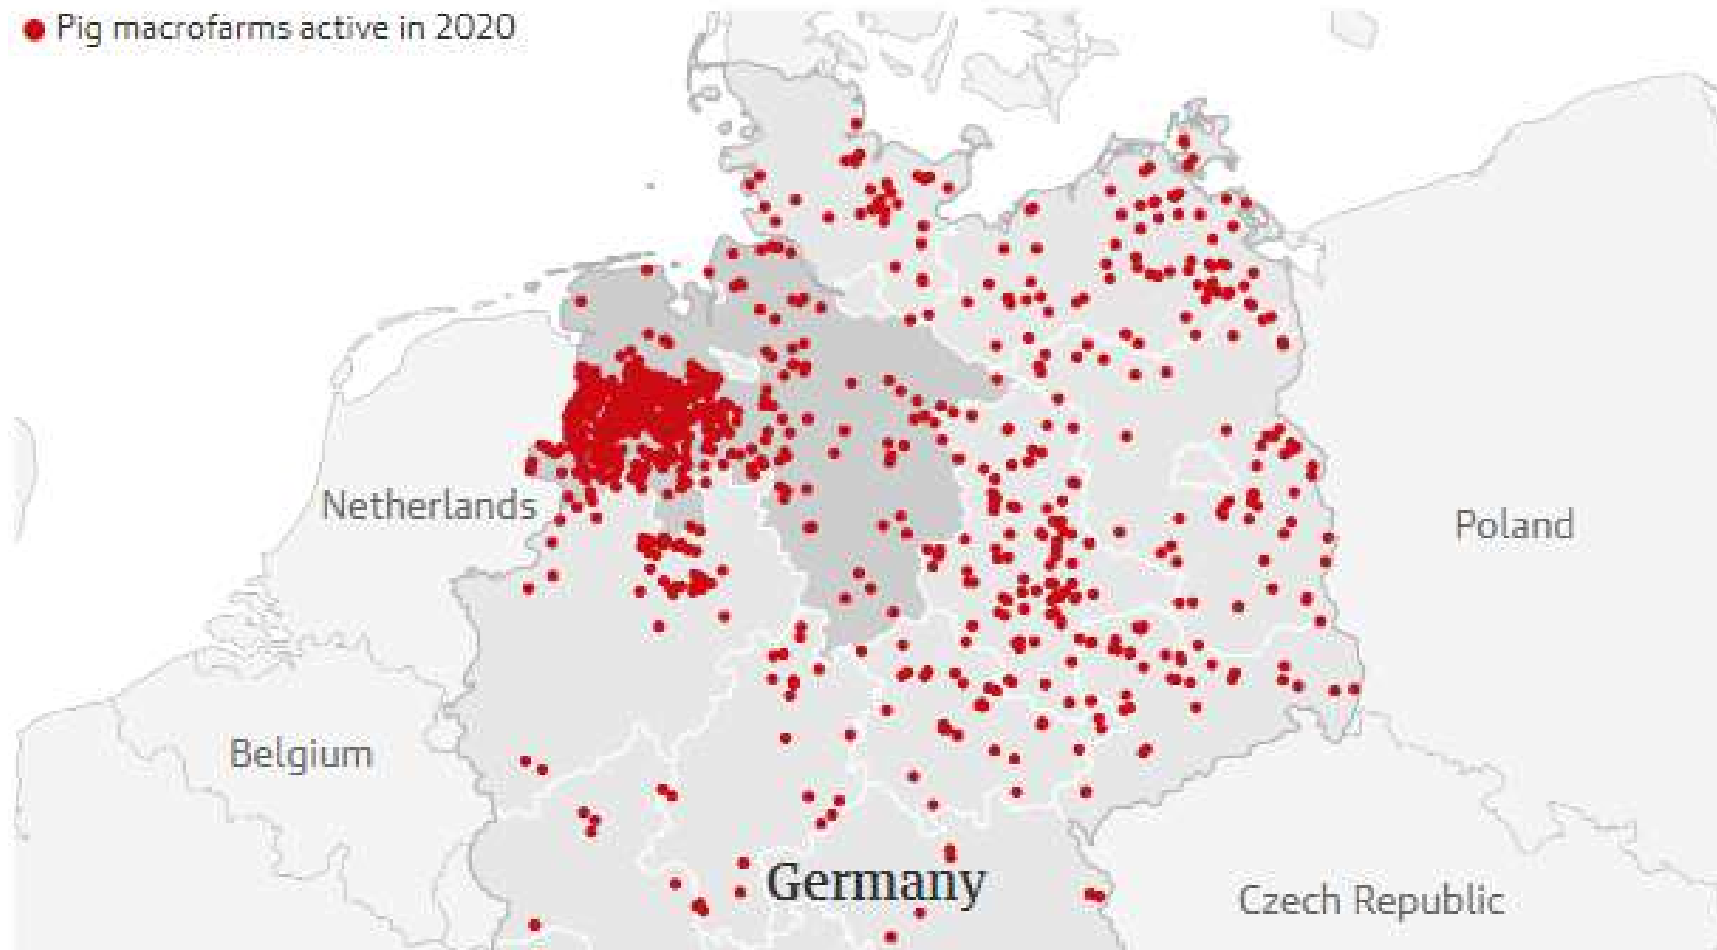 Pig macrofarms active in 2020
Netherlands
Poland
Belgium
Germany
Czech Republic